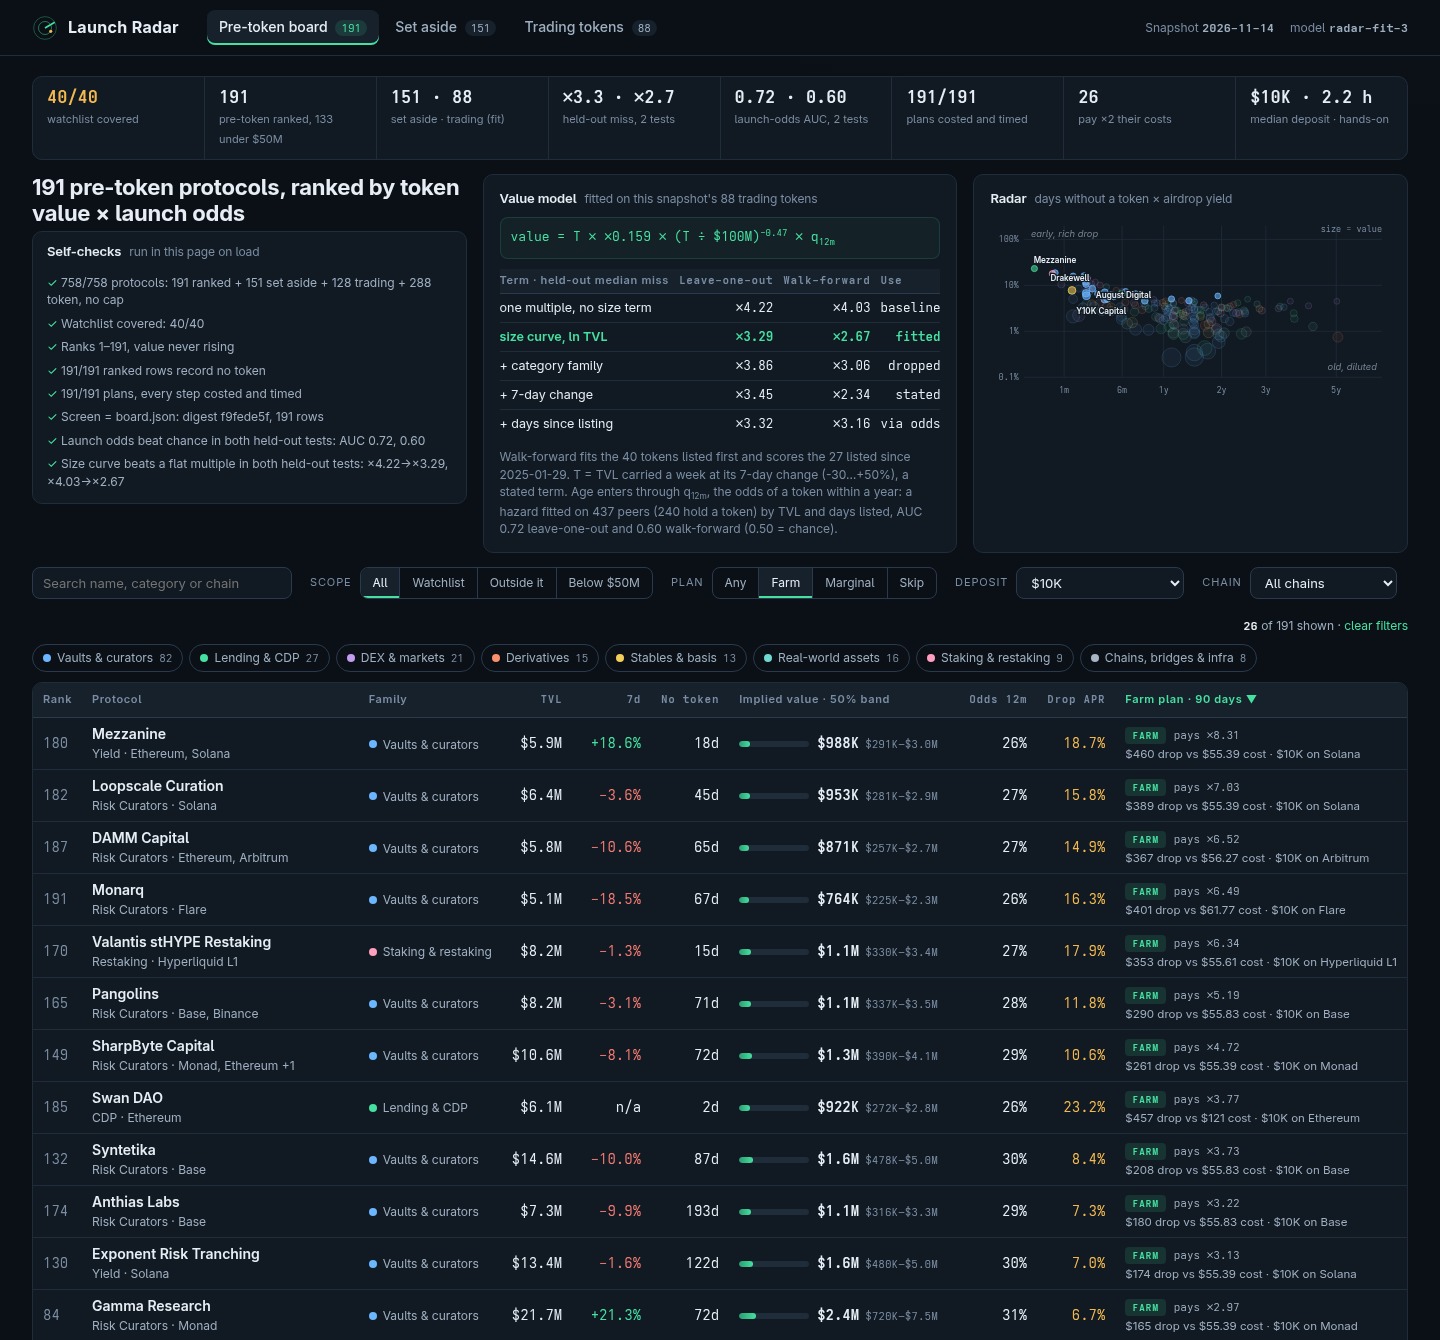 Launch Radar
Pre-token board 191
Set aside 151
Trading tokens 88
Snapshot 2026-11-14 model radar-fit-3
40/40
watchlist covered
191
pre-token ranked, 133
under $50M
151 · 88
set aside · trading (fit)
×3.3 · ×2.7
held-out miss, 2 tests
0.72 · 0.60
launch-odds AUC, 2 tests
191/191
plans costed and timed
26
pay ×2 their costs
$10K · 2.2 h
median deposit · hands-on
191 pre-token protocols, ranked by token
value × launch odds
Self-checks run in this page on load
✓ 758/758 protocols: 191 ranked + 151 set aside + 128 trading + 288
token, no cap
✓ Watchlist covered: 40/40
✓ Ranks 1–191, value never rising
✓ 191/191 ranked rows record no token
✓ 191/191 plans, every step costed and timed
✓ Screen = board.json: digest f9fede5f, 191 rows
✓ Launch odds beat chance in both held-out tests: AUC 0.72, 0.60
✓ Size curve beats a flat multiple in both held-out tests: ×4.22→×3.29,
×4.03→×2.67
Value model fitted on this snapshot's 88 trading tokens
value = T × ×0.159 × (T ÷ $100M)−0.47 × q12m
Term · held-out median miss Leave-one-out Walk-forward Use
one multiple, no size term ×4.22 ×4.03 baseline
size curve, ln TVL ×3.29 ×2.67 fitted
+ category family ×3.86 ×3.06 dropped
+ 7-day change ×3.45 ×2.34 stated
+ days since listing ×3.32 ×3.16 via odds
Walk-forward fits the 40 tokens listed first and scores the 27 listed since
2025-01-29. T = TVL carried a week at its 7-day change (-30…+50%), a
stated term. Age enters through q12m, the odds of a token within a year: a
hazard fitted on 437 peers (240 hold a token) by TVL and days listed, AUC
0.72 leave-one-out and 0.60 walk-forward (0.50 = chance).
Radar days without a token × airdrop yield
size = value
early, rich drop
100%
10%
1%
0.1%
Mezzanine
Drakewell
August Digital
Y10K Capital
old, diluted
1m 6m 1y 2y 3y 5y
Search name, category or chain
SCOPE All Watchlist Outside it Below $50M
PLAN Any Farm Marginal Skip
DEPOSIT $10K
CHAIN All chains
26 of 191 shown · clear filters
Vaults & curators 82
Lending & CDP 27
DEX & markets 21
Derivatives 15
Stables & basis 13
Real-world assets 16
Staking & restaking 9
Chains, bridges & infra 8
Rank Protocol Family TVL 7d No token Implied value · 50% band Odds 12m Drop APR Farm plan · 90 days ▼
180 Mezzanine Vaults & curators $5.9M +18.6% 18d $988K $291K–$3.0M 26% 18.7% FARM pays ×8.31
Yield · Ethereum, Solana $460 drop vs $55.39 cost · $10K on Solana
182 Loopscale Curation Vaults & curators $6.4M −3.6% 45d $953K $281K–$2.9M 27% 15.8% FARM pays ×7.03
Risk Curators · Solana $389 drop vs $55.39 cost · $10K on Solana
187 DAMM Capital Vaults & curators $5.8M −10.6% 65d $871K $257K–$2.7M 27% 14.9% FARM pays ×6.52
Risk Curators · Ethereum, Arbitrum $367 drop vs $56.27 cost · $10K on Arbitrum
191 Monarq Vaults & curators $5.1M −18.5% 67d $764K $225K–$2.3M 26% 16.3% FARM pays ×6.49
Risk Curators · Flare $401 drop vs $61.77 cost · $10K on Flare
170 Valantis stHYPE Restaking Staking & restaking $8.2M −1.3% 15d $1.1M $330K–$3.4M 27% 17.9% FARM pays ×6.34
Restaking · Hyperliquid L1 $353 drop vs $55.61 cost · $10K on Hyperliquid L1
165 Pangolins Vaults & curators $8.2M −3.1% 71d $1.1M $337K–$3.5M 28% 11.8% FARM pays ×5.19
Risk Curators · Base, Binance $290 drop vs $55.83 cost · $10K on Base
149 SharpByte Capital Vaults & curators $10.6M −8.1% 72d $1.3M $390K–$4.1M 29% 10.6% FARM pays ×4.72
Risk Curators · Monad, Ethereum +1 $261 drop vs $55.39 cost · $10K on Monad
185 Swan DAO Lending & CDP $6.1M n/a 2d $922K $272K–$2.8M 26% 23.2% FARM pays ×3.77
CDP · Ethereum $457 drop vs $121 cost · $10K on Ethereum
132 Syntetika Vaults & curators $14.6M −10.0% 87d $1.6M $478K–$5.0M 30% 8.4% FARM pays ×3.73
Risk Curators · Base $208 drop vs $55.83 cost · $10K on Base
174 Anthias Labs Vaults & curators $7.3M −9.9% 193d $1.1M $316K–$3.3M 29% 7.3% FARM pays ×3.22
Risk Curators · Base $180 drop vs $55.83 cost · $10K on Base
130 Exponent Risk Tranching Vaults & curators $13.4M −1.6% 122d $1.6M $480K–$5.0M 30% 7.0% FARM pays ×3.13
Yield · Solana $174 drop vs $55.39 cost · $10K on Solana
84 Gamma Research Vaults & curators $21.7M +21.3% 72d $2.4M $720K–$7.5M 31% 6.7% FARM pays ×2.97
Risk Curators · Monad $165 drop vs $55.39 cost · $10K on Monad